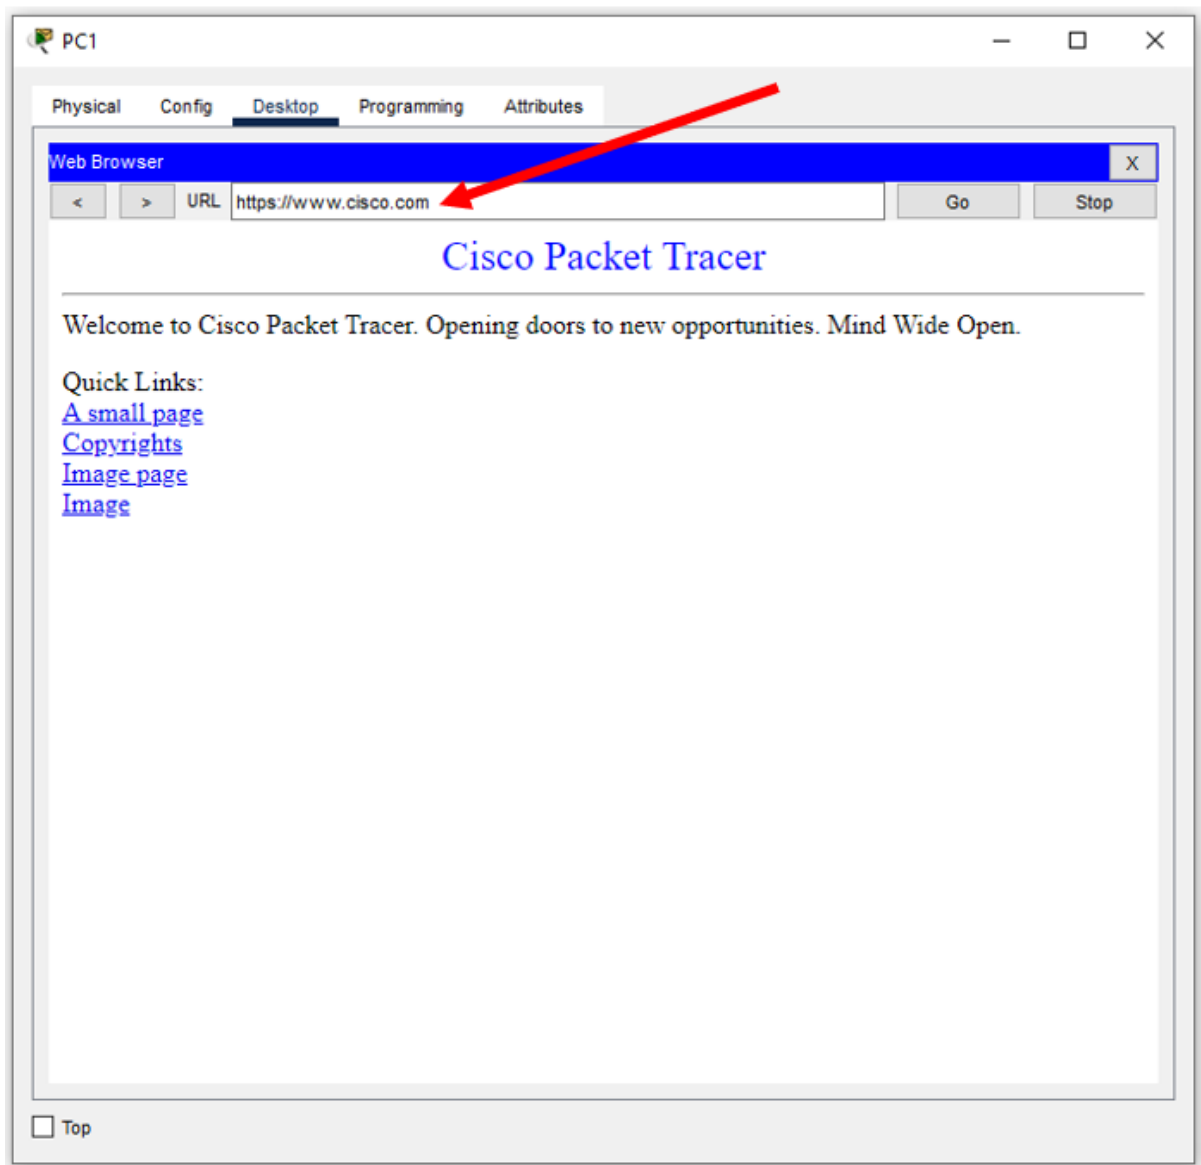 PC1
Physical Config Desktop Programming Attributes
Web Browser X
< > URL https://www.cisco.com Go Stop
Cisco Packet Tracer
Welcome to Cisco Packet Tracer. Opening doors to new opportunities. Mind Wide Open.
Quick Links:
A small page
Copyrights
Image page
Image
Top